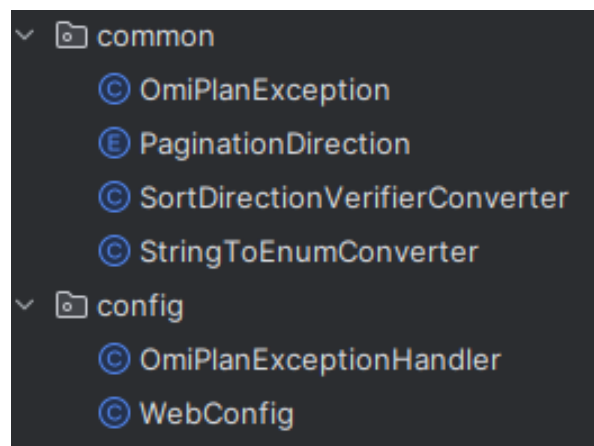 common
C OmiPlanException
E PaginationDirection
C SortDirectionVerifierConverter
C StringToEnumConverter
config
C OmiPlanExceptionHandler
C WebConfig